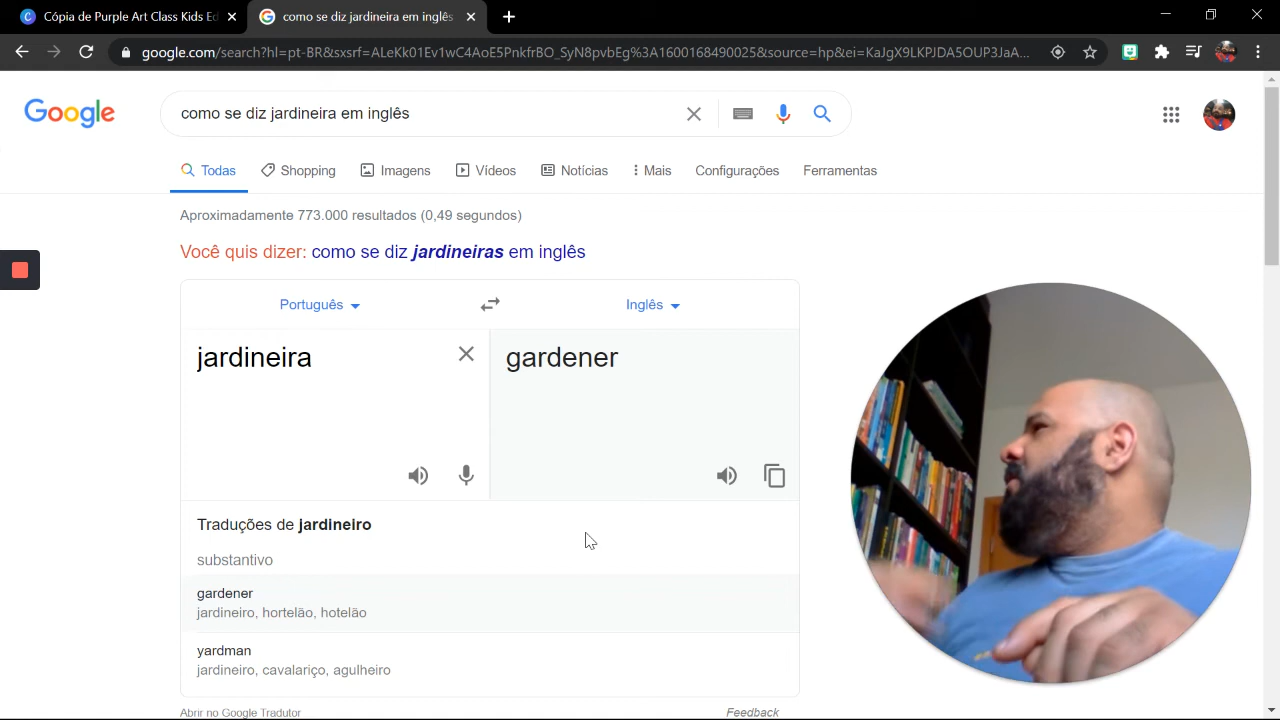 Cópia de Purple Art Class Kids Ed
como se diz jardineira em inglês
google.com/search?hl=pt-BR&sxsrf=ALeKk01Ev1wC4AoE5PndtrBO_SyN8pvbEg%3A1600168490025&source=hp&ei=KaJgX9LKPJDA5OUP3JaA...
Google
como se diz jardineira em inglês
Todas
Shopping
Imagens
Vídeos
Notícias
Mais
Configurações
Ferramentas
Aproximadamente 773.000 resultados (0,49 segundos)
Você quis dizer: como se diz jardineiras em inglês
Português
Inglês
jardineira
gardener
Traduções de jardineiro
substantivo
gardener
jardineiro, hortelão, hotelão
yardman
jardineiro, cavalariço, agulheiro
Abrir no Google Tradutor
Feedback